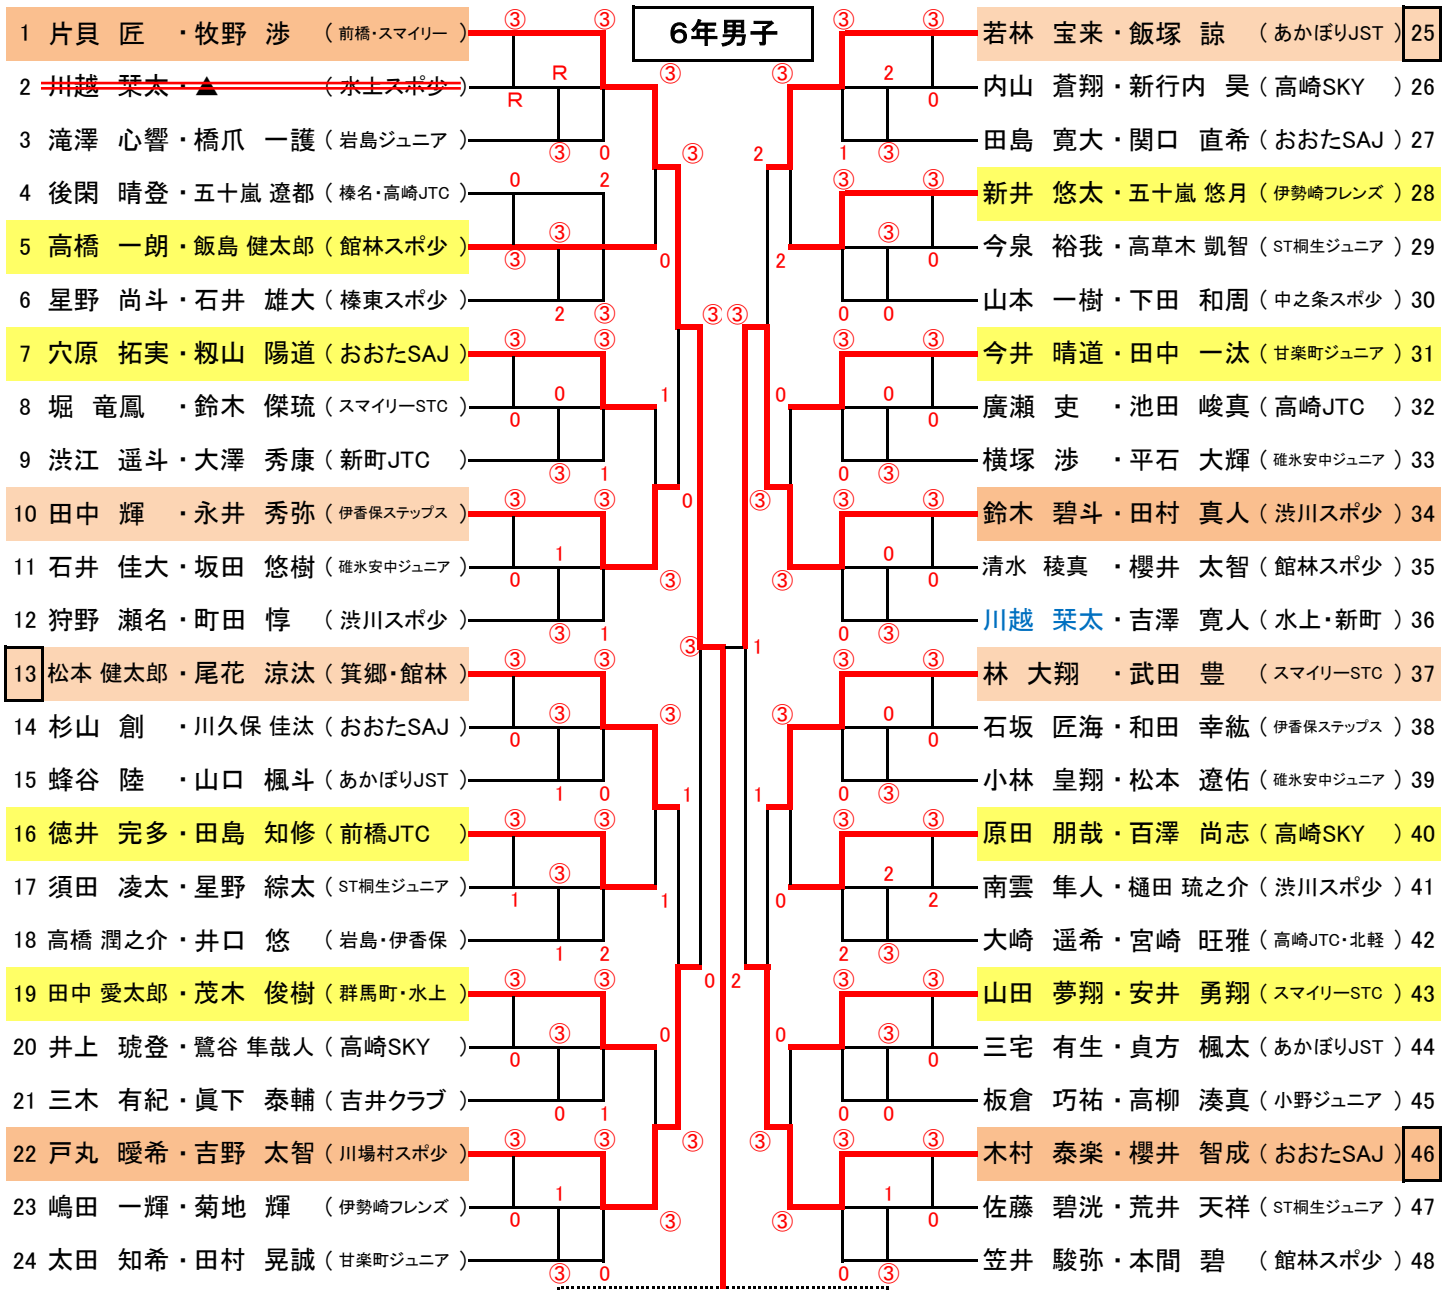 6年男子
1 片貝 匠 ・牧野 渉 （ 前橋・スマイリー ）
2 川越 栞太・▲ （ 水上スポ少 ）
3 滝澤 心響・橋爪 一護（ 岩島ジュニア ）
4 後閑 晴登・五十嵐 遼都（ 榛名・高崎JTC ）
5 高橋 一朗・飯島 健太郎（ 館林スポ少 ）
6 星野 尚斗・石井 雄大（ 榛東スポ少 ）
7 穴原 拓実・籾山 陽道（ おおたSAJ ）
8 堀 竜鳳 ・鈴木 傑琉（ スマイリーSTC ）
9 渋江 遥斗・大澤 秀康（ 新町JTC ）
10 田中 輝 ・永井 秀弥（ 伊香保ステップス ）
11 石井 佳大・坂田 悠樹（ 碓氷安中ジュニア ）
12 狩野 瀬名・町田 惇 （ 渋川スポ少 ）
13 松本 健太郎・尾花 涼汰（ 箕郷・館林 ）
14 杉山 創 ・川久保 佳汰（ おおたSAJ ）
15 蜂谷 陸 ・山口 楓斗（ あかぼりJST ）
16 徳井 完多・田島 知修（ 前橋JTC ）
17 須田 凌太・星野 綜太（ ST桐生ジュニア ）
18 高橋 潤之介・井口 悠 （ 岩島・伊香保 ）
19 田中 愛太郎・茂木 俊樹（ 群馬町・水上 ）
20 井上 琥登・鷺谷 隼哉人（ 高崎SKY ）
21 三木 有紀・眞下 泰輔（ 吉井クラブ ）
22 戸丸 曖希・吉野 太智（ 川場村スポ少 ）
23 嶋田 一輝・菊地 輝 （ 伊勢崎フレンズ ）
24 太田 知希・田村 晃誠（ 甘楽町ジュニア ）
若林 宝来・飯塚 諒 （ あかぼりJST ） 25
内山 蒼翔・新行内 昊（ 高崎SKY ） 26
田島 寛大・関口 直希（ おおたSAJ ） 27
新井 悠太・五十嵐 悠月（ 伊勢崎フレンズ ） 28
今泉 裕我・高草木 凱智（ ST桐生ジュニア ） 29
山本 一樹・下田 和周（ 中之条スポ少 ） 30
今井 晴道・田中 一汰（ 甘楽町ジュニア ） 31
廣瀬 吏 ・池田 峻真（ 高崎JTC ） 32
横塚 渉 ・平石 大輝（ 碓氷安中ジュニア ） 33
鈴木 碧斗・田村 真人（ 渋川スポ少 ） 34
清水 稜真 ・櫻井 太智（ 館林スポ少 ） 35
川越 栞太・吉澤 寛人（ 水上・新町 ） 36
林 大翔 ・武田 豊 （ スマイリーSTC ） 37
石坂 匠海・和田 幸紘（ 伊香保ステップス ） 38
小林 皇翔・松本 遼佑（ 碓氷安中ジュニア ） 39
原田 朋哉・百澤 尚志（ 高崎SKY ） 40
南雲 隼人・樋田 琉之介（ 渋川スポ少 ） 41
大崎 遥希・宮崎 旺雅（ 高崎JTC・北軽 ） 42
山田 夢翔・安井 勇翔（ スマイリーSTC ） 43
三宅 有生・貞方 楓太（ あかぼりJST ） 44
板倉 巧祐・高柳 湊真（ 小野ジュニア ） 45
木村 泰楽・櫻井 智成（ おおたSAJ ） 46
佐藤 碧洸・荒井 天祥（ ST桐生ジュニア ） 47
笠井 駿弥・本間 碧 （ 館林スポ少 ） 48